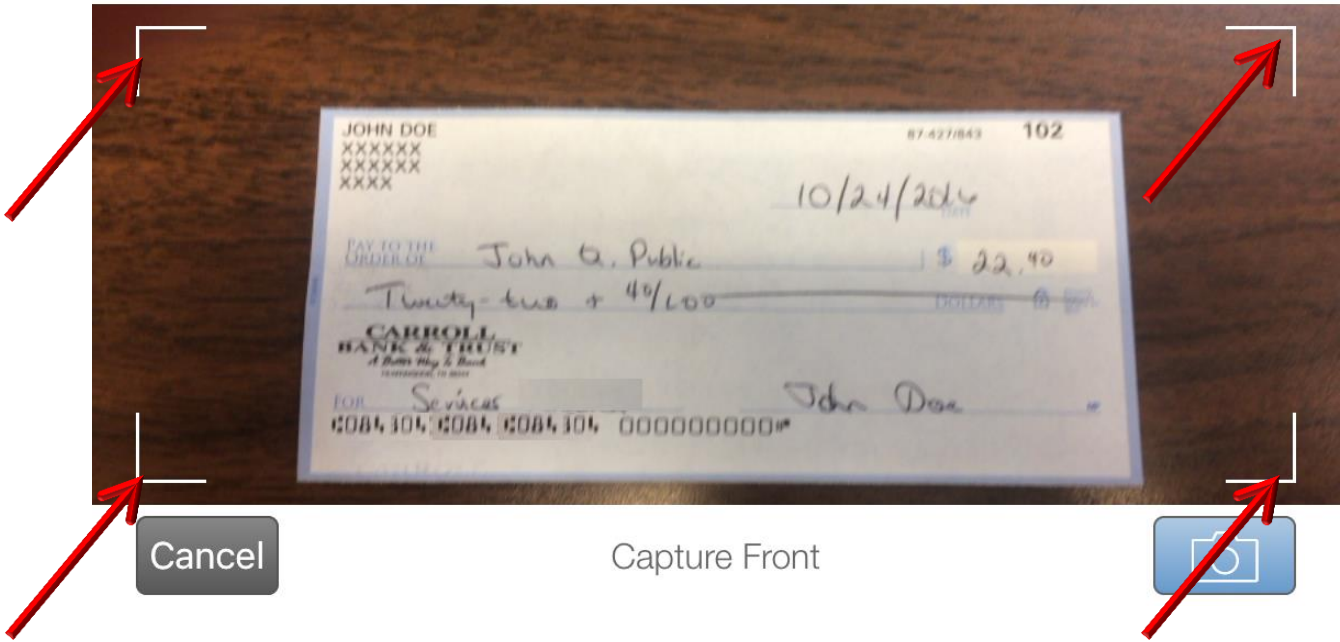 JOHN DOE
XXXXXX
XXXXXX
XXXX
87-427/843 102
10/24/2016
DATE
PAY TO THE
ORDER OF John Q. Public $ 22.40
Twenty-two + 40/100 DOLLARS
CARROLL
BANK & TRUST
A Better Way to Bank
FOR Services John Doe
000000000
Cancel Capture Front